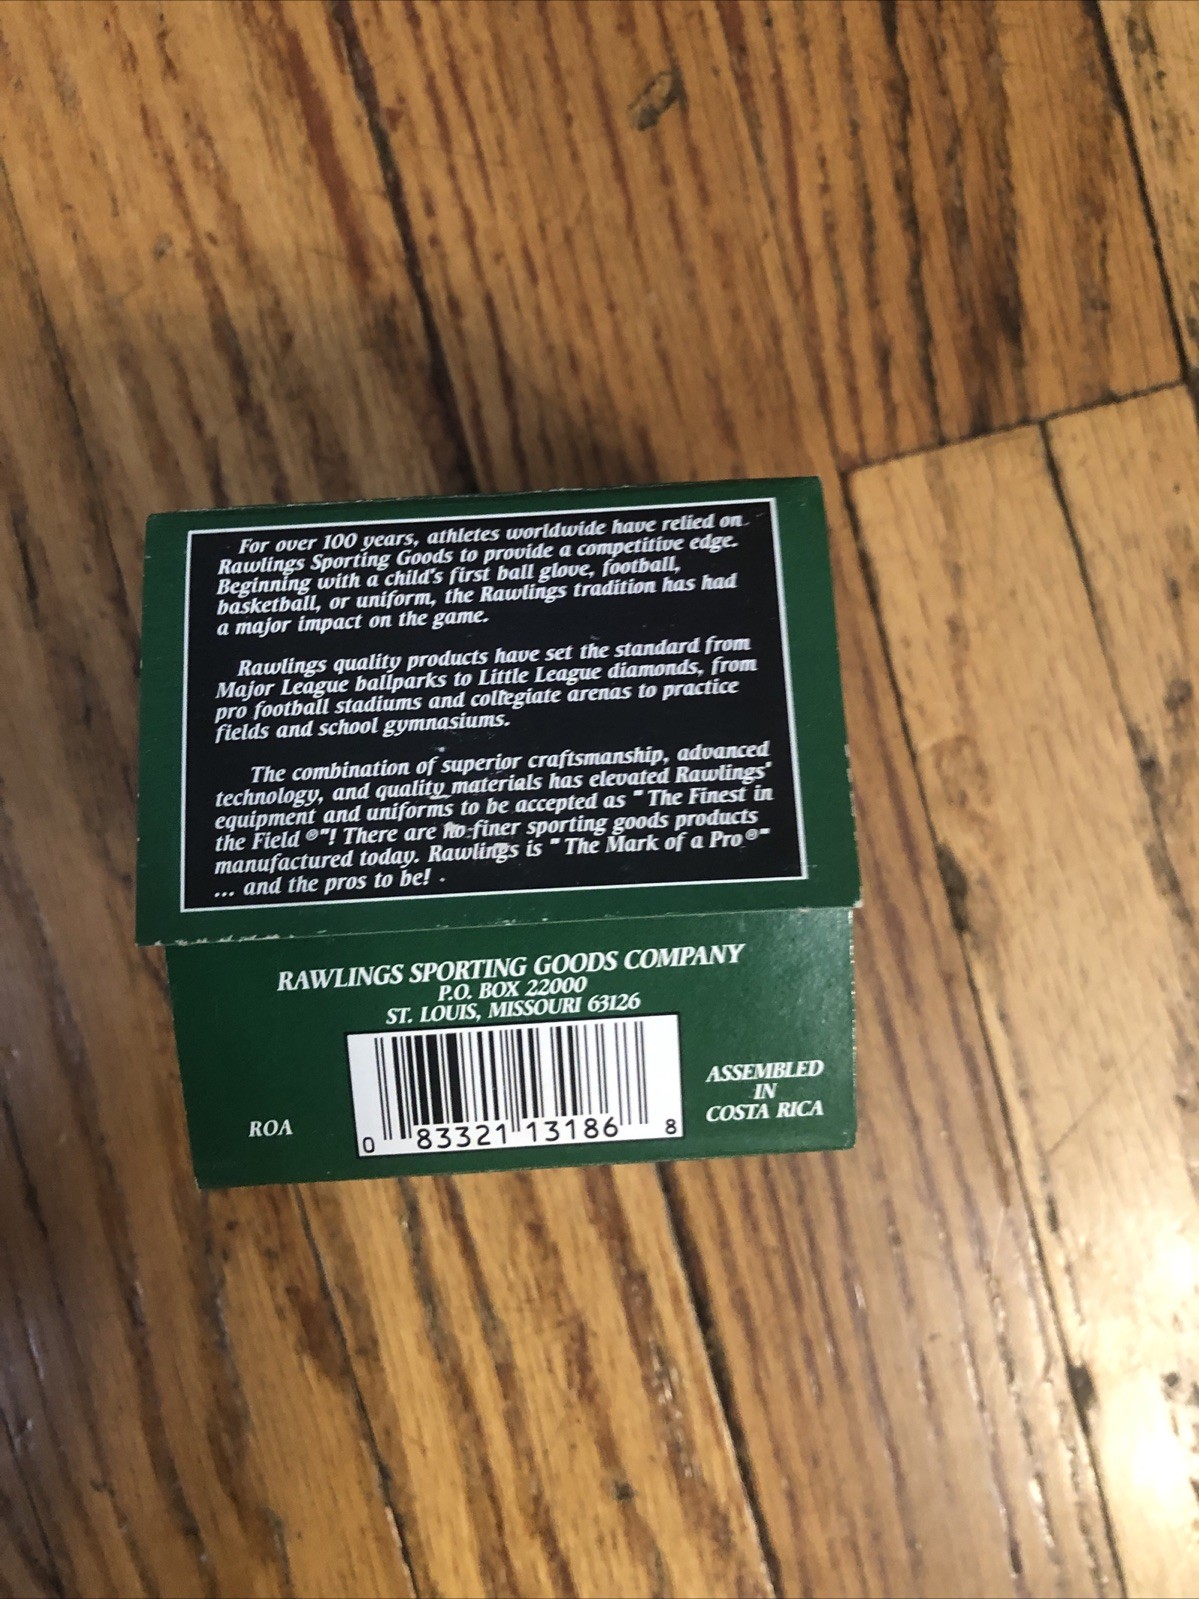 For over 100 years, athletes worldwide have relied on
Rawlings Sporting Goods to provide a competitive edge.
Beginning with a child's first ball glove, football,
basketball, or uniform, the Rawlings tradition has had
a major impact on the game.
Rawlings quality products have set the standard from
Major League ballparks to Little League diamonds, from
pro football stadiums and collegiate arenas to practice
fields and school gymnasiums.
The combination of superior craftsmanship, advanced
technology, and quality materials has elevated Rawlings'
equipment and uniforms to be accepted as " The Finest in
the Field ®"! There are no finer sporting goods products
manufactured today. Rawlings is " The Mark of a Pro®"
... and the pros to be!
RAWLINGS SPORTING GOODS COMPANY
P.O. BOX 22000
ST. LOUIS, MISSOURI 63126
ROA
0 83321 13186 8
ASSEMBLED
IN
COSTA RICA